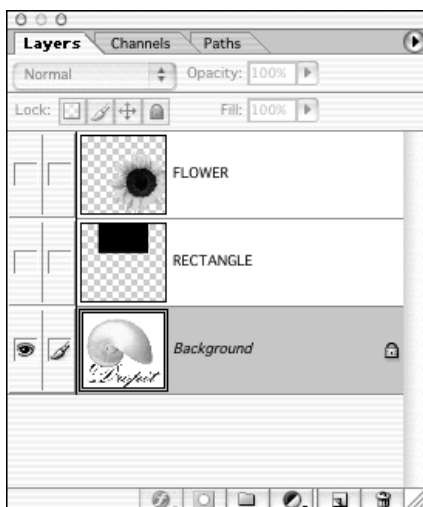 Layers Channels Paths
Normal Opacity: 100%
Lock: Fill: 100%
FLOWER
RECTANGLE
Background